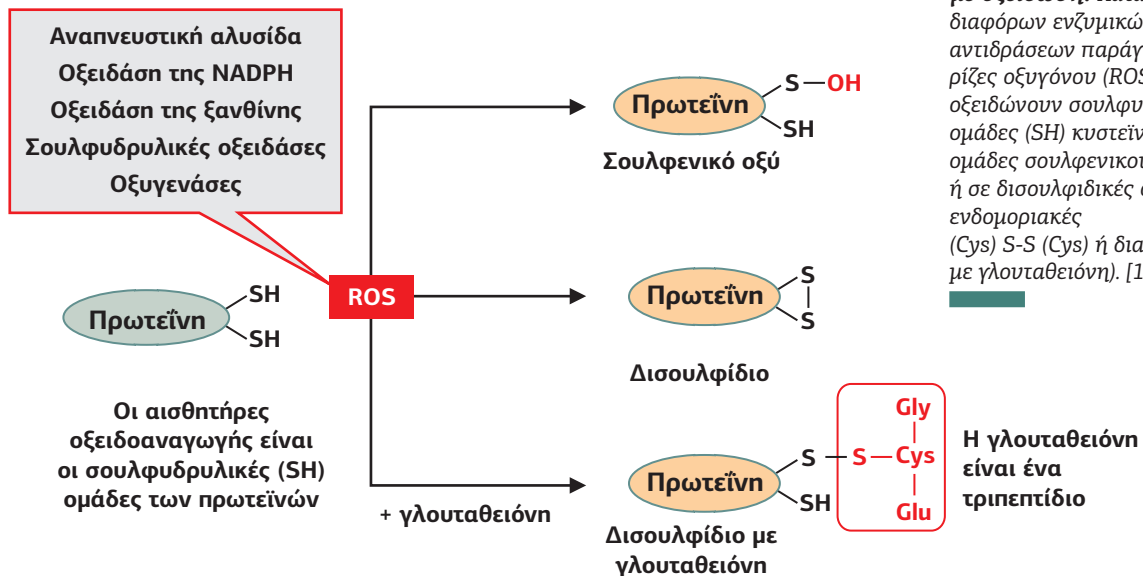 Αναπνευστική αλυσίδα
Οξειδάση της NADPH
Οξειδάση της ξανθίνης
Σουλφυδρυλικές οξειδάσες
Οξυγενάσες
ROS
Πρωτεΐνη
SH
SH
Οι αισθητήρες
οξειδοαναγωγής είναι
οι σουλφυδρυλικές (SH)
ομάδες των πρωτεϊνών
Πρωτεΐνη
S—OH
SH
Σουλφενικό οξύ
Πρωτεΐνη
S
S
Δισουλφίδιο
+ γλουταθειόνη
Πρωτεΐνη
S—S—Cys
SH
Gly
Glu
Δισουλφίδιο με
γλουταθειόνη
Η γλουταθειόνη
είναι ένα
τριπεπτίδιο
διαφόρων ενζυμικώ
αντιδράσεων παράγ
ρίζες οξυγόνου (ROS
οξειδώνουν σουλφυ
ομάδες (SH) κυστεΐν
ομάδες σουλφενικο
ή σε δισουλφιδικές
ενδομοριακές
(Cys) S-S (Cys) ή δια
με γλουταθειόνη). [1